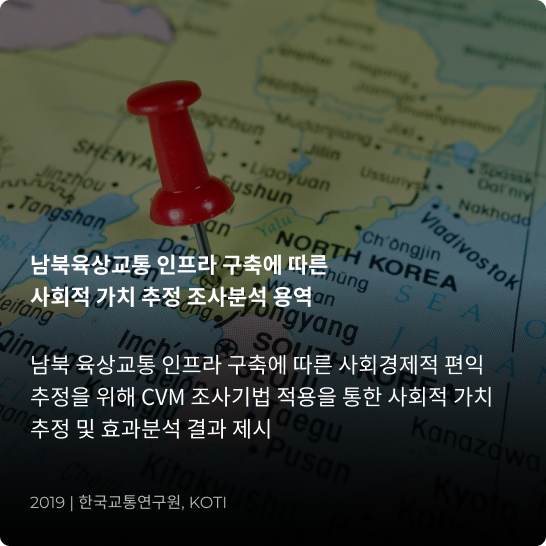 Harbin
Mudanjiang
Jixi
Jilin
SHENYANG
Liaoyuan
Ussuriysk
Spassk
Dal'niy
Jinzhou
Fushun
Nakhodka
Tangshan
Yalu
Vladivostok
Ch'ŏngjin
NORTH KOREA
남북육상교통 인프라 구축에 따른
사회적 가치 추정 조사분석 용역
SEA O
JAPAN
Inch'
SOUTH
남북 육상교통 인프라 구축에 따른 사회경제적 편익
추정을 위해 CVM 조사기법 적용을 통한 사회적 가치
추정 및 효과분석 결과 제시
Kanazawa
Pusan
Kyoto
Kitakyushu
2019 | 한국교통연구원, KOTI